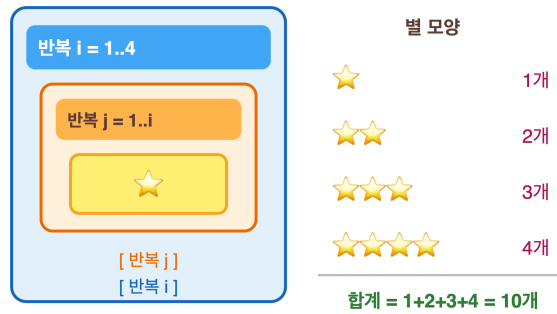 반복 i = 1..4
반복 j = 1..i
[ 반복 j ]
[ 반복 i ]
별 모양
1개
2개
3개
4개
합계 = 1+2+3+4 = 10개